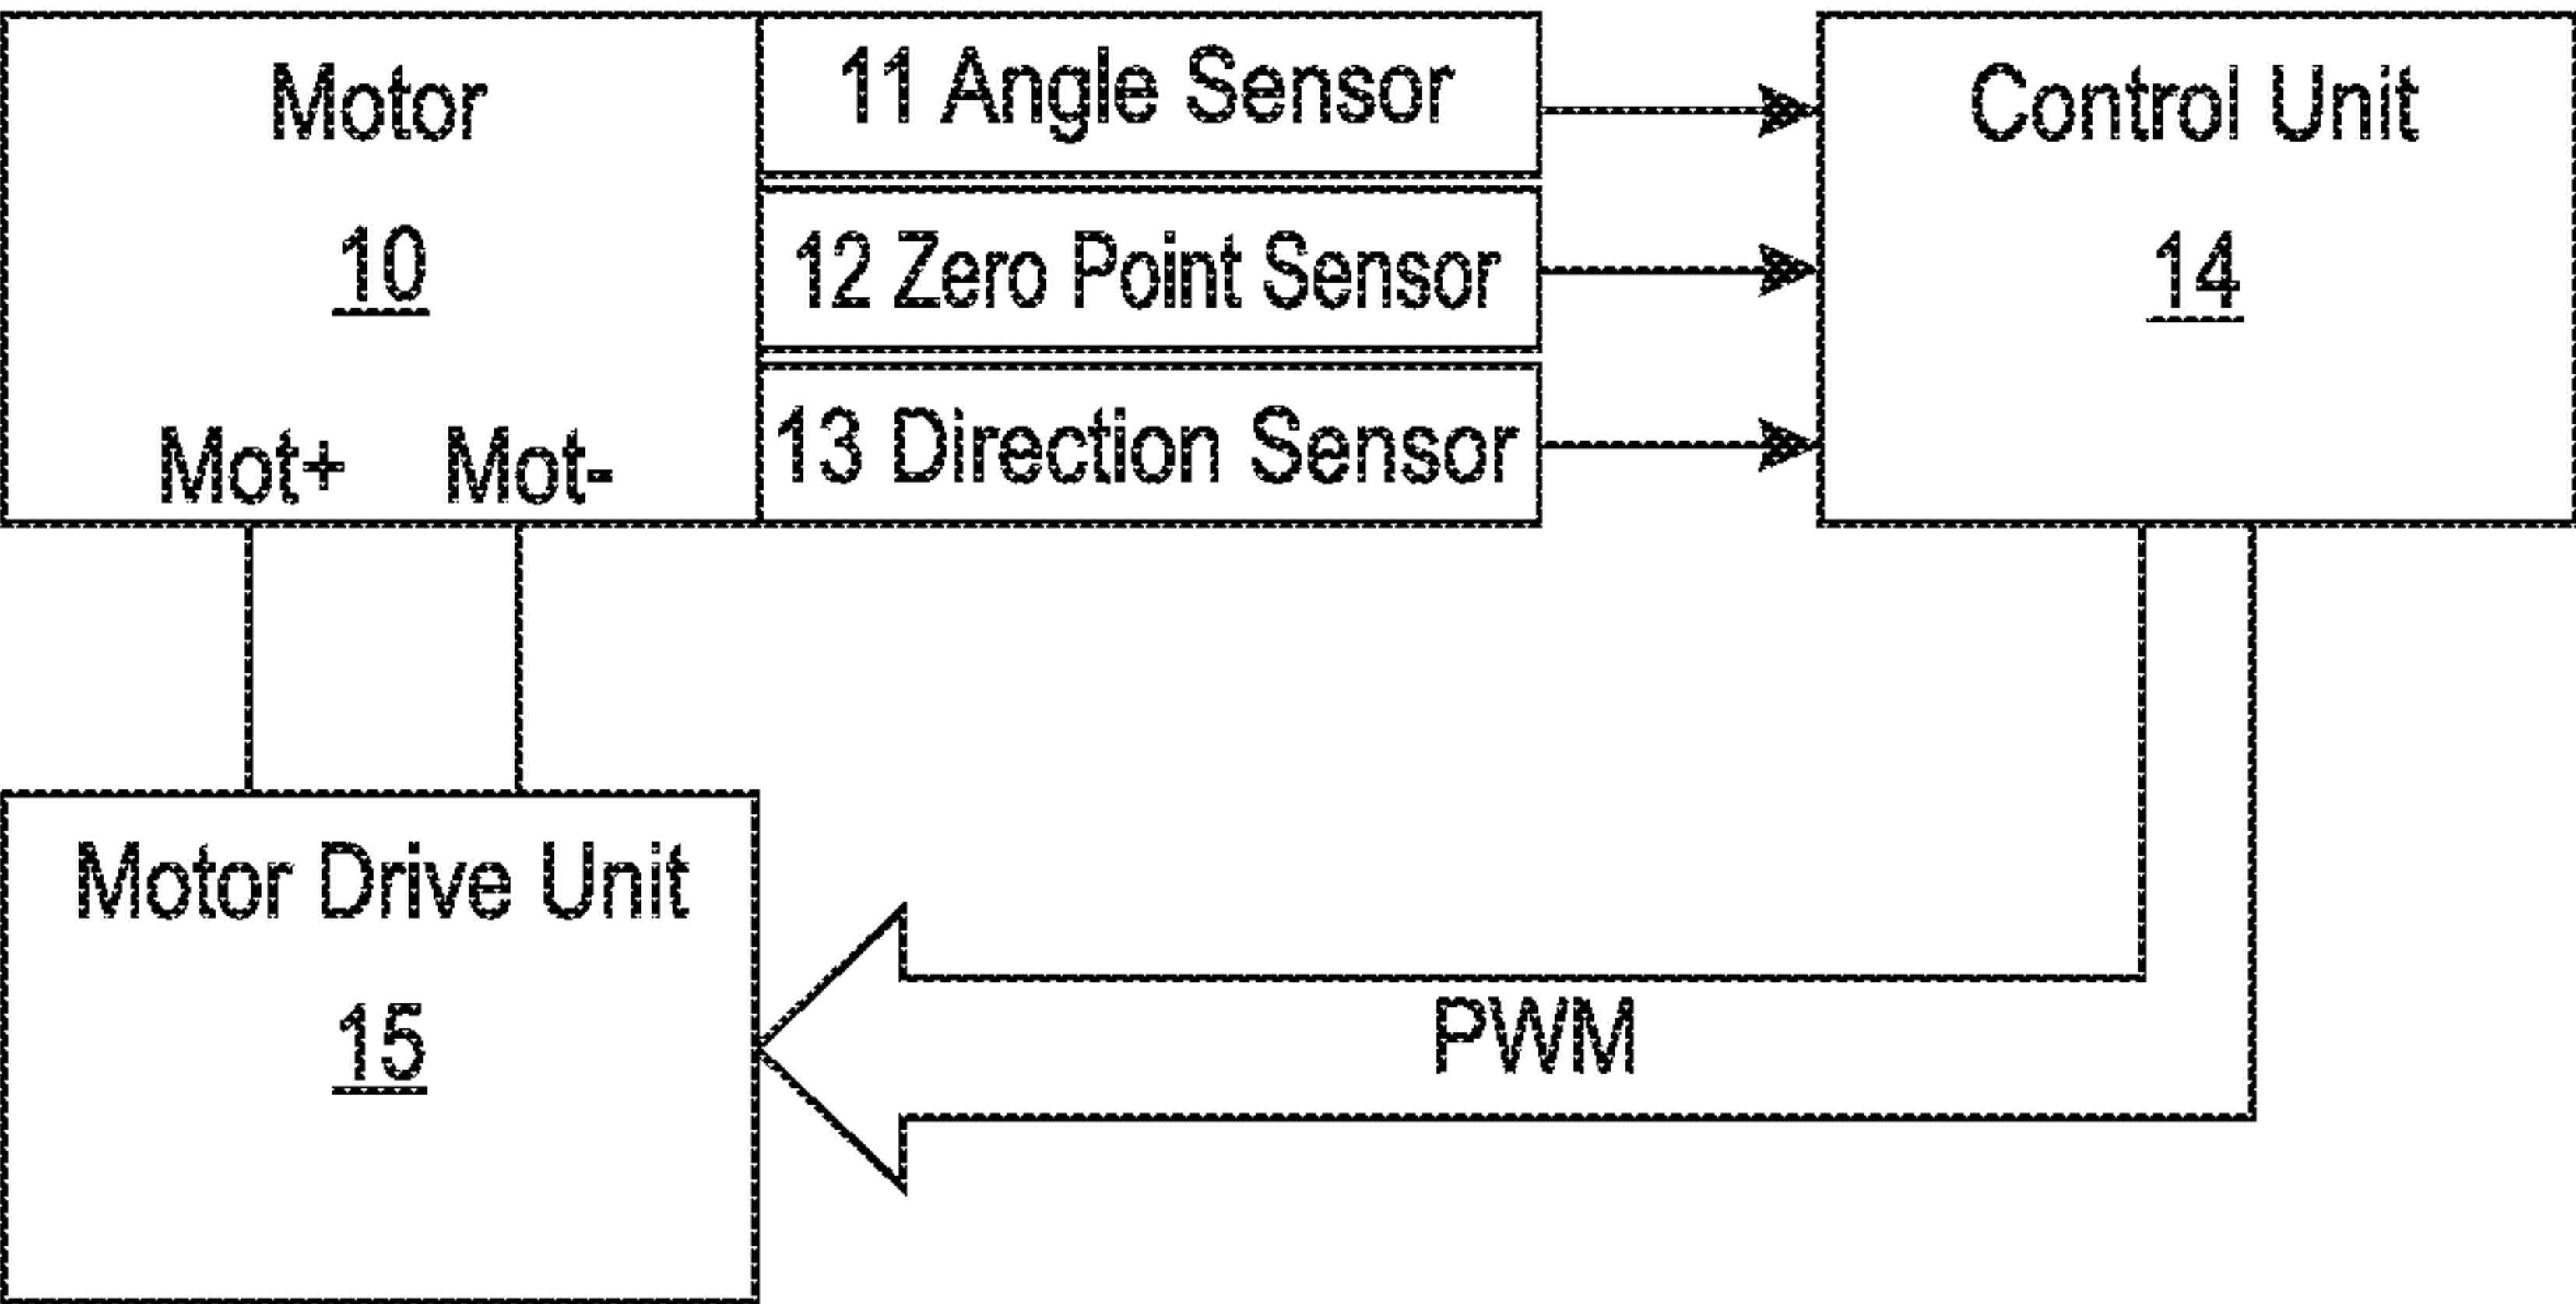 Motor
10
Mot+ Mot-
11 Angle Sensor
12 Zero Point Sensor
13 Direction Sensor
Control Unit
14
Motor Drive Unit
15
PWM